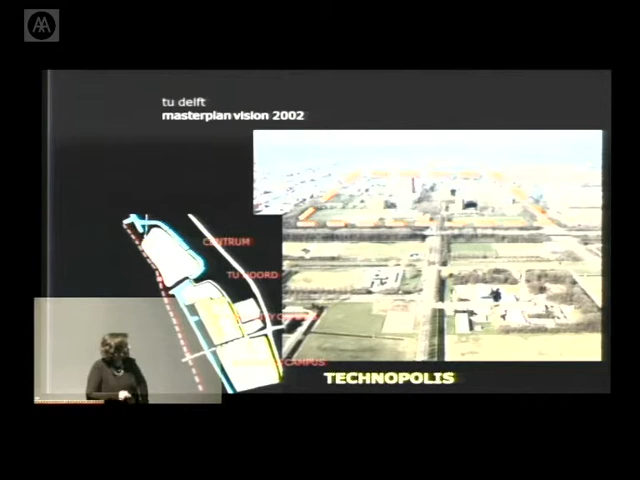 AA
tu delft
masterplan vision 2002
CENTRUM
TU NOORD
CAMPUS
TECHNOPOLIS